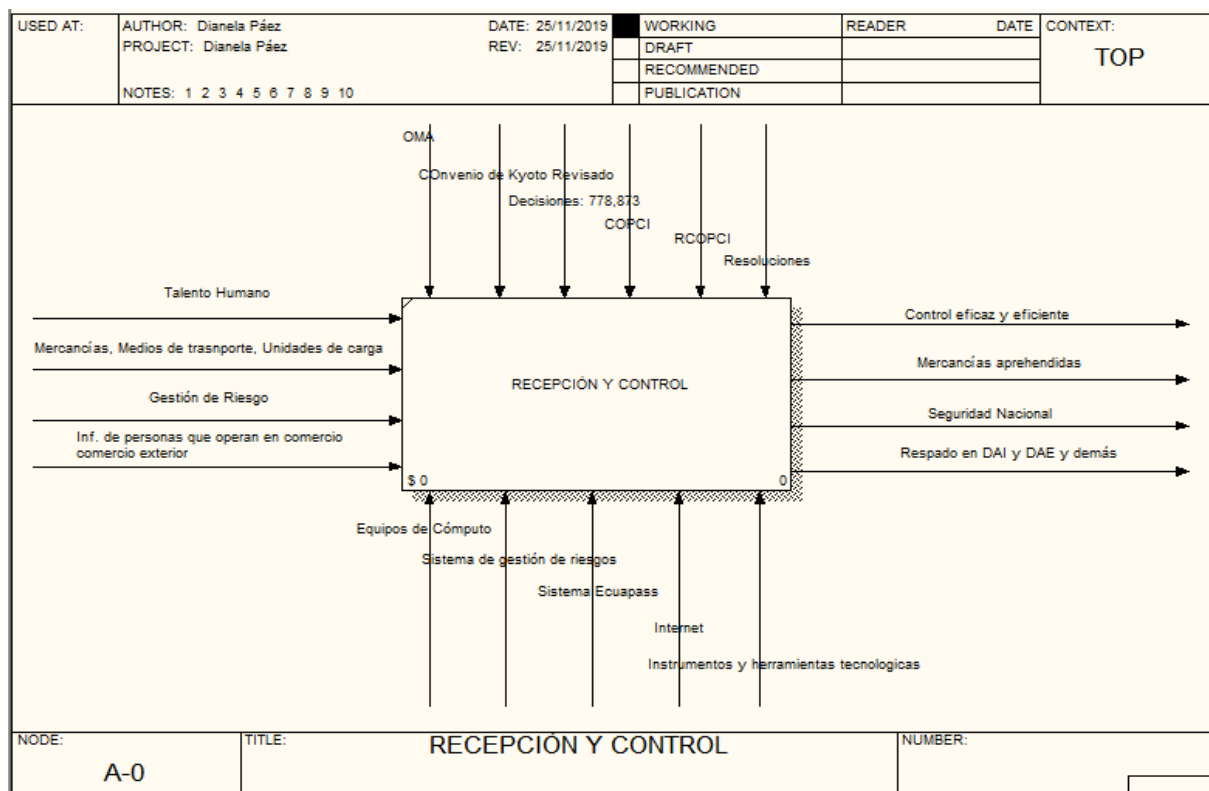 USED AT:
AUTHOR: Dianela Páez
DATE: 25/11/2019
WORKING
READER
DATE
CONTEXT:
PROJECT: Dianela Páez
REV: 25/11/2019
DRAFT
TOP
RECOMMENDED
NOTES: 1 2 3 4 5 6 7 8 9 10
PUBLICATION
OMA
COnvenio de Kyoto Revisado
Decisiones: 778,873
COPCI
RCOPCI
Resoluciones
Talento Humano
Mercancías, Medios de trasnporte, Unidades de carga
Gestión de Riesgo
Inf. de personas que operan en comercio
comercio exterior
RECEPCIÓN Y CONTROL
$ 0
0
Control eficaz y eficiente
Mercancías aprehendidas
Seguridad Nacional
Respado en DAI y DAE y demás
Equipos de Cómputo
Sistema de gestión de riesgos
Sistema Ecuapass
Internet
Instrumentos y herramientas tecnologicas
NODE:
A-0
TITLE:
RECEPCIÓN Y CONTROL
NUMBER: